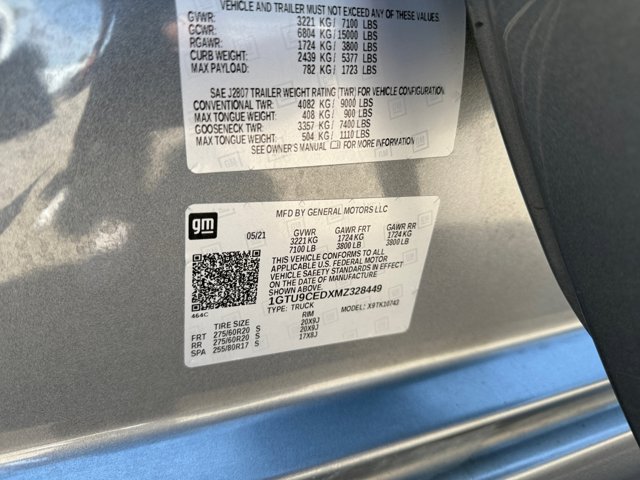 VEHICLE AND TRAILER MUST NOT EXCEED ANY OF THESE VALUES.
GVWR: 3221 KG / 7100 LBS
GCWR: 6804 KG / 15000 LBS
RGAWR: 1724 KG / 3800 LBS
CURB WEIGHT: 2439 KG / 5377 LBS
MAX PAYLOAD: 782 KG / 1723 LBS
SAE J2807 TRAILER WEIGHT RATING (TWR) FOR VEHICLE CONFIGURATION
CONVENTIONAL TWR: 4082 KG / 9000 LBS
MAX TONGUE WEIGHT: 408 KG / 900 LBS
GOOSENECK TWR: 3357 KG / 7400 LBS
MAX TONGUE WEIGHT: 504 KG / 1110 LBS
SEE OWNER'S MANUAL FOR MORE INFORMATION
gm
MFD BY GENERAL MOTORS LLC
05/21 GVWR GAWR FRT GAWR RR
3221 KG 1724 KG 1724 KG
7100 LB 3800 LB 3800 LB
THIS VEHICLE CONFORMS TO ALL
APPLICABLE U.S. FEDERAL MOTOR
VEHICLE SAFETY STANDARDS IN EFFECT
ON THE DATE OF MANUFACTURE
1GTU9CEDXMZ328449
464C TYPE: TRUCK MODEL: X9TK10743
TIRE SIZE RIM
FRT 275/60R20 S 20X9J
RR 275/60R20 S 20X9J
SPA 255/80R17 S 17X8J